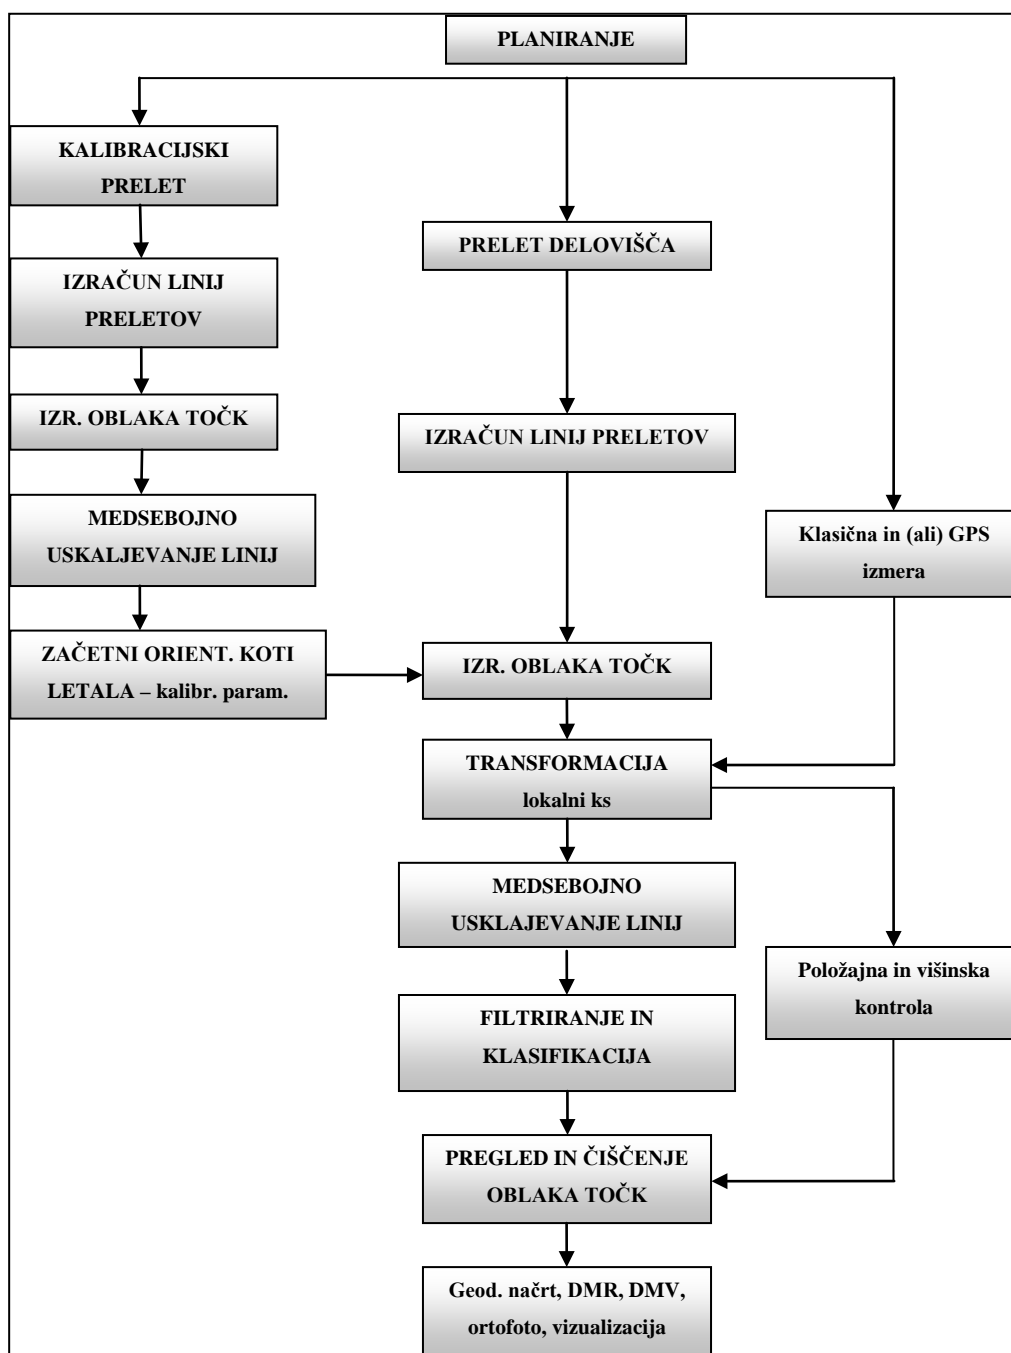 PLANIRANJE
KALIBRACIJSKI
PRELET
PRELET DELOVIŠČA
IZRAČUN LINIJ
PRELETOV
IZR. OBLAKA TOČK
IZRAČUN LINIJ PRELETOV
MEDSEBOJNO
USKALJEVANJE LINIJ
Klasična in (ali) GPS
izmera
ZAČETNI ORIENT. KOTI
LETALA – kalibr. param.
IZR. OBLAKA TOČK
TRANSFORMACIJA
lokalni ks
MEDSEBOJNO
USKLAJEVANJE LINIJ
Položajna in višinska
kontrola
FILTRIRANJE IN
KLASIFIKACIJA
PREGLED IN ČIŠČENJE
OBLAKA TOČK
Geod. načrt, DMR, DMV,
ortofoto, vizualizacija